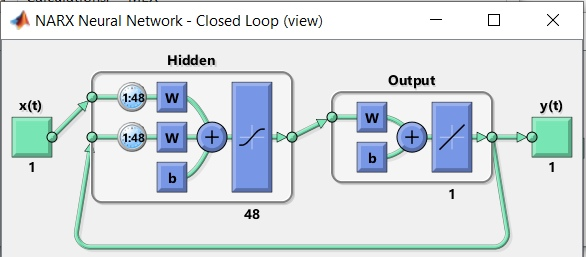 NARX Neural Network - Closed Loop (view)
Hidden
Output
x(t)
1:48
W
W
y(t)
1:48
W
+
+
b
b
1
1
1
48